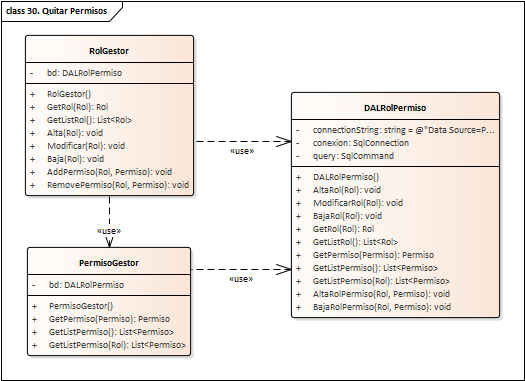 class 30. Quitar Permisos
RolGestor
- bd: DALRolPermiso
+ RolGestor()
+ GetRol(Rol): Rol
+ GetListRol(): List<Rol>
+ Alta(Rol): void
+ Modificar(Rol): void
+ Baja(Rol): void
+ AddPermiso(Rol, Permiso): void
+ RemovePermiso(Rol, Permiso): void
«use»
«use»
PermisoGestor
- bd: DALRolPermiso
+ PermisoGestor()
+ GetPermiso(Permiso): Permiso
+ GetListPermiso(): List<Permiso>
+ GetListPermiso(Rol): List<Permiso>
«use»
DALRolPermiso
- connectionString: string = @"Data Source=P...
- conexion: SqlConnection
- query: SqlCommand
+ DALRolPermiso()
+ AltaRol(Rol): void
+ ModificarRol(Rol): void
+ BajaRol(Rol): void
+ GetRol(Rol): Rol
+ GetListRol(): List<Rol>
+ GetPermiso(Permiso): Permiso
+ GetListPermiso(): List<Permiso>
+ GetListPermiso(Rol): List<Permiso>
+ AltaRolPermiso(Rol, Permiso): void
+ BajaRolPermiso(Rol, Permiso): void